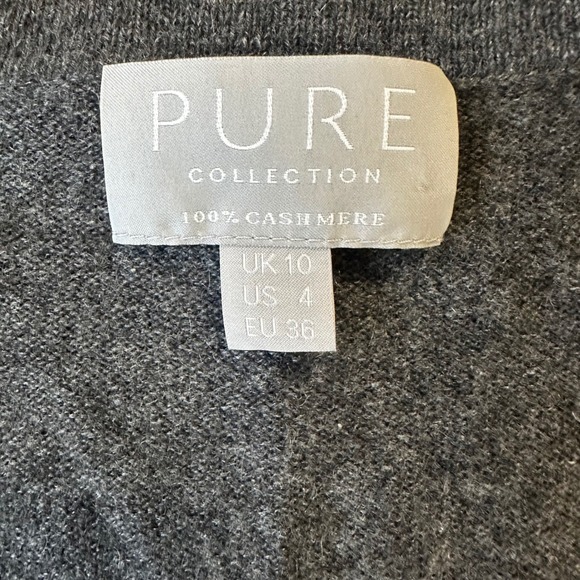 PURE
COLLECTION
100% CASHMERE
UK 10
US 4
EU 36